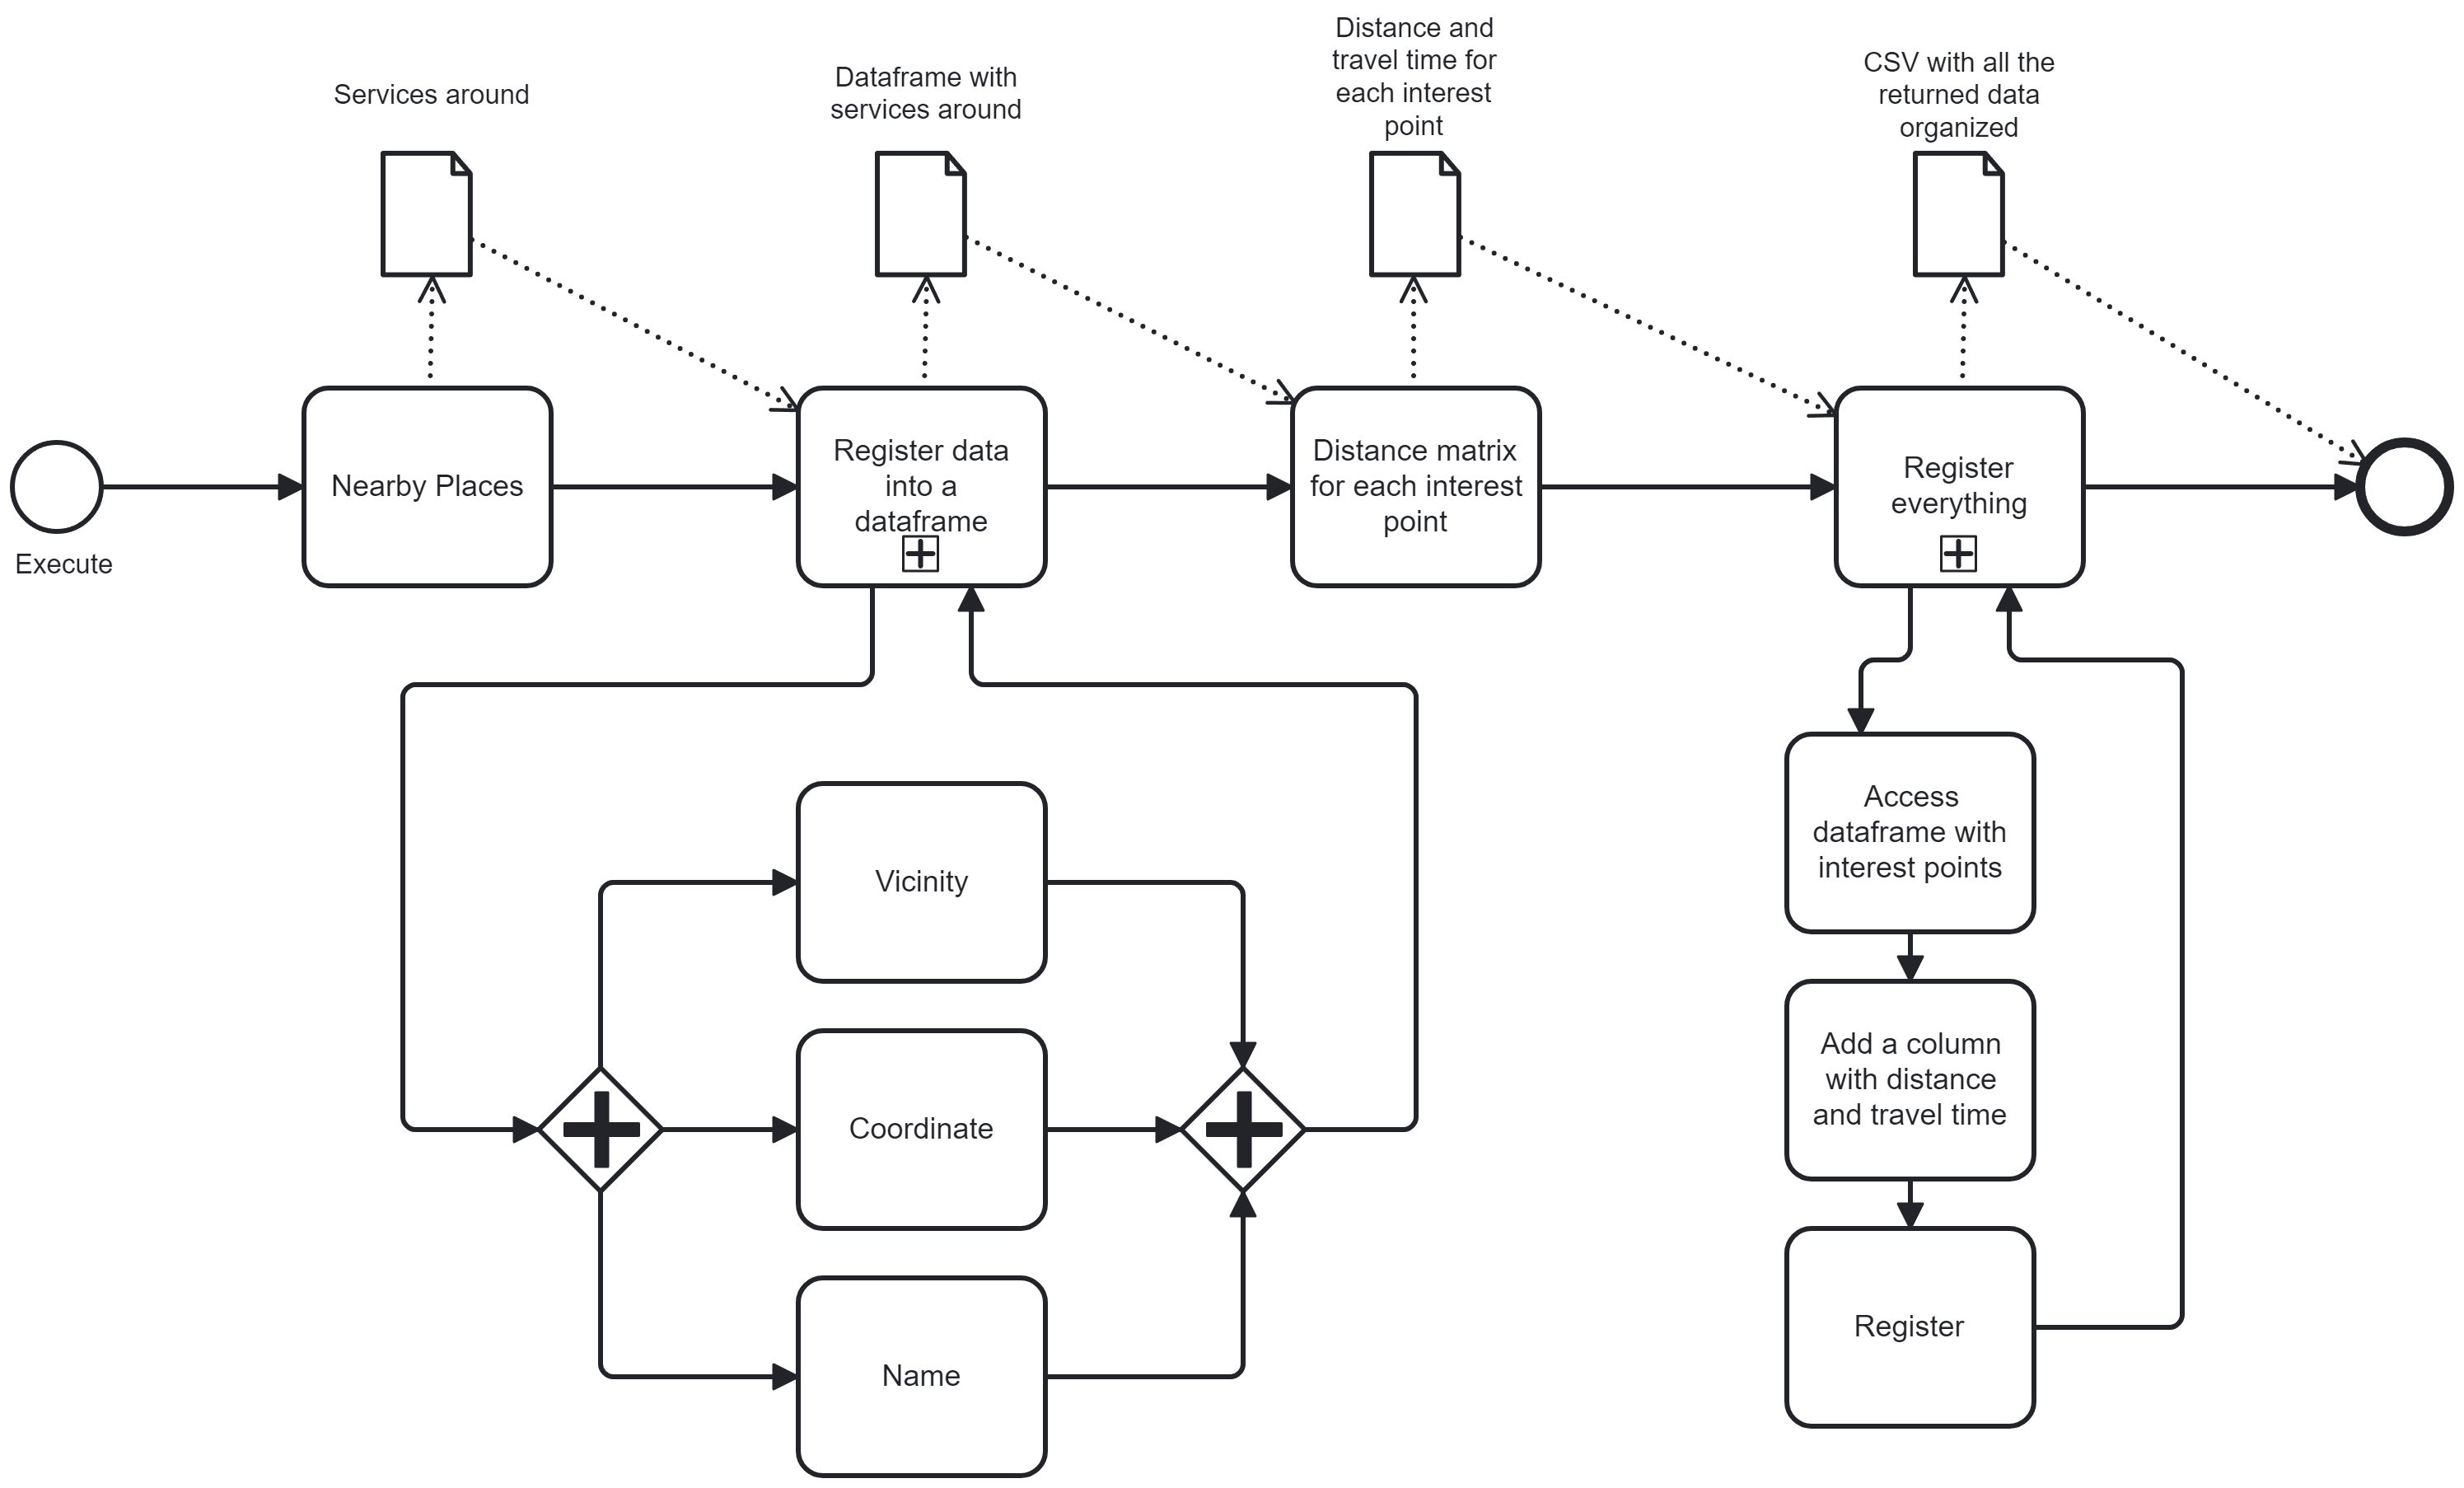 Services around
Dataframe with
services around
Distance and
travel time for
each interest
point
CSV with all the
returned data
organized
Execute
Nearby Places
Register data
into a
dataframe
Distance matrix
for each interest
point
Register
everything
Vicinity
Coordinate
Name
Access
dataframe with
interest points
Add a column
with distance
and travel time
Register